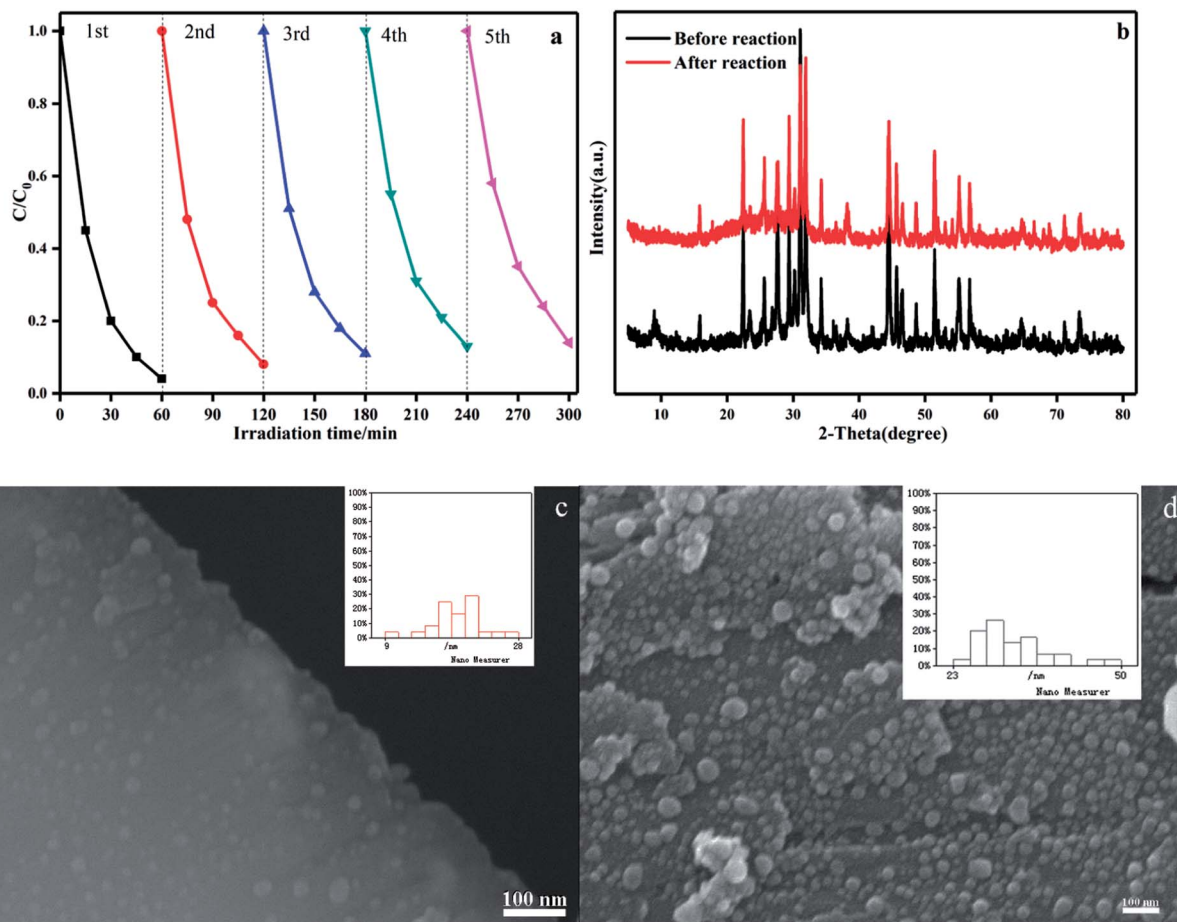 a
1st 2nd 3rd 4th 5th
1.0
0.8
0.6
0.4
0.2
0.0
C/C0
0 30 60 90 120 150 180 210 240 270 300
Irradiation time/min
b
Before reaction
After reaction
Intensity(a.u.)
10 20 30 40 50 60 70 80
2-Theta(degree)
c
100%
90%
80%
70%
60%
50%
40%
30%
20%
10%
0%
9 /nm 28
Nano Measurer
100 nm
d
100%
90%
80%
70%
60%
50%
40%
30%
20%
10%
0%
23 /nm 50
Nano Measurer
100 nm